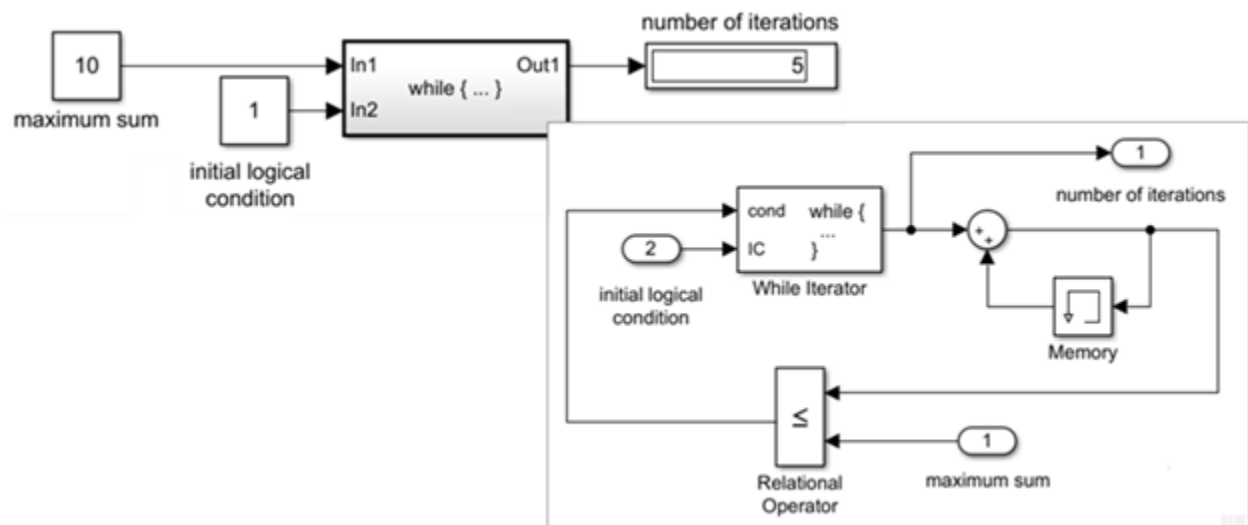 number of iterations
10
In1
Out1
5
while { ... }
1
In2
maximum sum
initial logical
condition
1
number of iterations
cond
while {
...
}
2
IC
While Iterator
initial logical
condition
+
+
Memory
≤
1
Relational
Operator
maximum sum